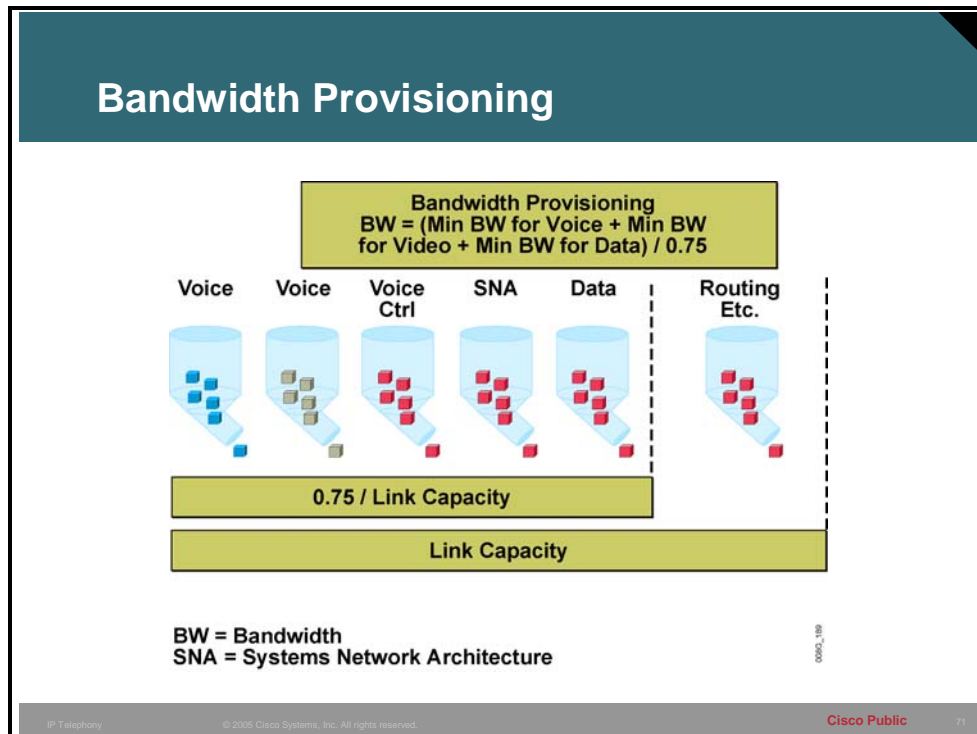 Bandwidth Provisioning
Bandwidth Provisioning
BW = (Min BW for Voice + Min BW
for Video + Min BW for Data) / 0.75
Voice
Voice
Voice
Ctrl
SNA
Data
Routing
Etc.
0.75 / Link Capacity
Link Capacity
BW = Bandwidth
SNA = Systems Network Architecture
IP Telephony
© 2005 Cisco Systems, Inc. All rights reserved.
Cisco Public
71